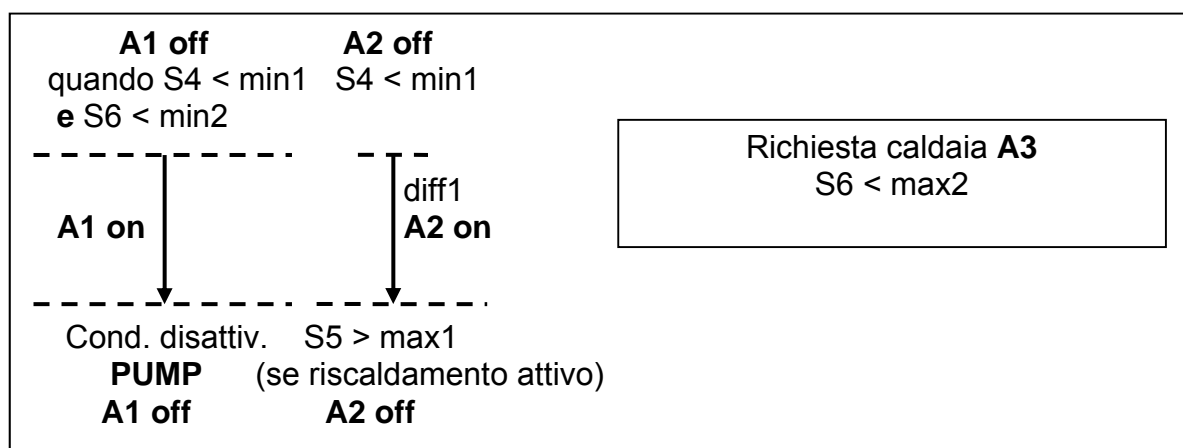 A1 off
quando S4 < min1
e S6 < min2
A2 off
S4 < min1
diff1
A1 on
A2 on
Cond. disattiv.
PUMP
A1 off
S5 > max1
(se riscaldamento attivo)
A2 off
Richiesta caldaia A3
S6 < max2